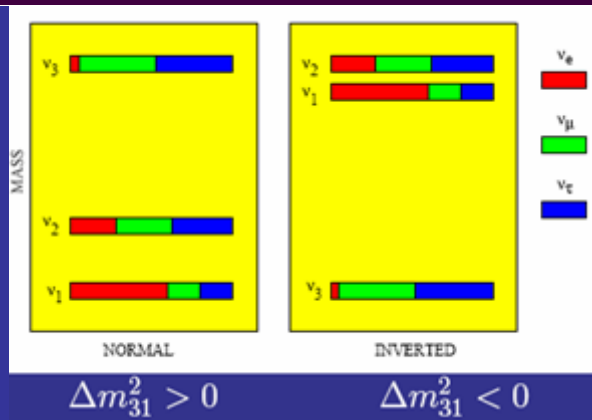 MASS
ν3
ν2
ν1
NORMAL
Δm²₃₁ > 0
ν2
ν1
ν3
INVERTED
Δm²₃₁ < 0
νe
νμ
ντ